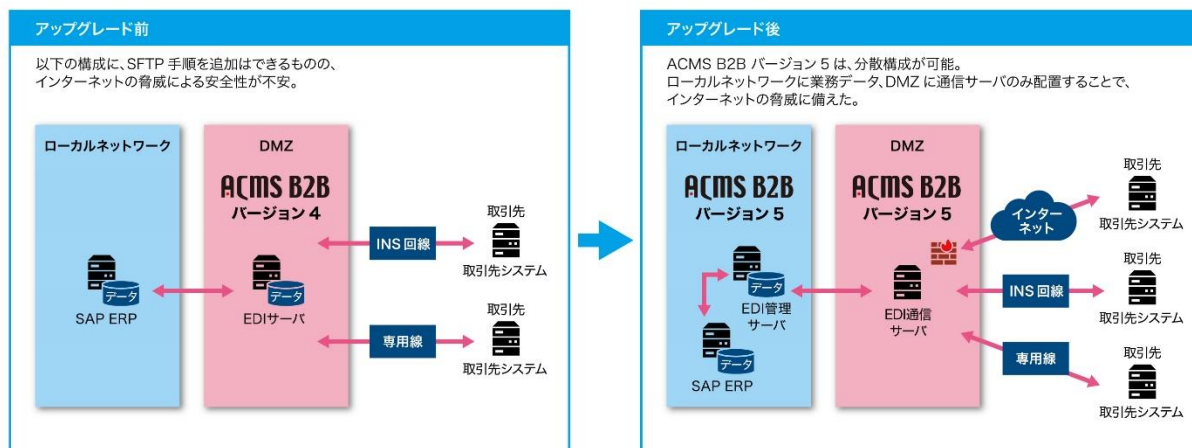 アップグレード前
以下の構成に、SFTP 手順を追加はできるものの、
インターネットの脅威による安全性が不安。
ローカルネットワーク
DMZ
ACMS B2B
バージョン 4
データ
SAP ERP
データ
EDIサーバ
INS 回線
取引先
取引先システム
専用線
取引先
取引先システム
アップグレード後
ACMS B2B バージョン 5 は、分散構成が可能。
ローカルネットワークに業務データ、DMZ に通信サーバのみ配置することで、
インターネットの脅威に備えた。
ローカルネットワーク
ACMS B2B
バージョン 5
データ
EDI管理
サーバ
データ
SAP ERP
DMZ
ACMS B2B
バージョン 5
EDI通信
サーバ
インター
ネット
取引先
取引先システム
INS 回線
取引先
取引先システム
専用線
取引先
取引先システム